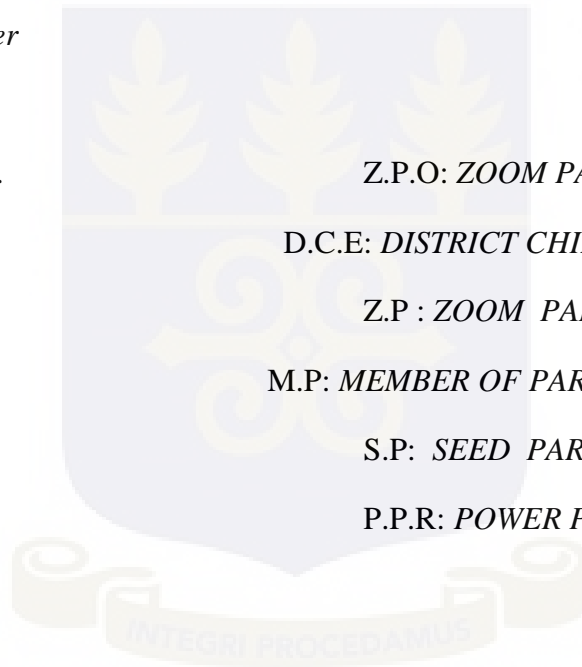 er
.
Z.P.O: ZOOM PA
D.C.E: DISTRICT CHI
Z.P : ZOOM PA
M.P: MEMBER OF PAR
S.P: SEED PAR
P.P.R: POWER P
INTEGRI PROCEDAMUS